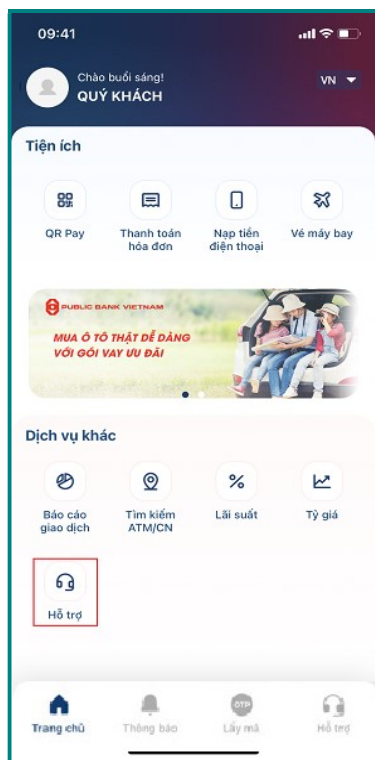 09:41
Chào buổi sáng!
QUÝ KHÁCH
VN
Tiện ích
QR Pay
Thanh toán
hóa đơn
Nạp tiền
điện thoại
Vé máy bay
PUBLIC BANK VIETNAM
MUA Ô TÔ THẬT DỄ DÀNG
VỚI GÓI VAY ƯU ĐÃI
Dịch vụ khác
Báo cáo
giao dịch
Tìm kiếm
ATM/CN
Lãi suất
Tỷ giá
Hỗ trợ
Trang chủ
Thông báo
OTP
Lấy mã
Hỗ trợ